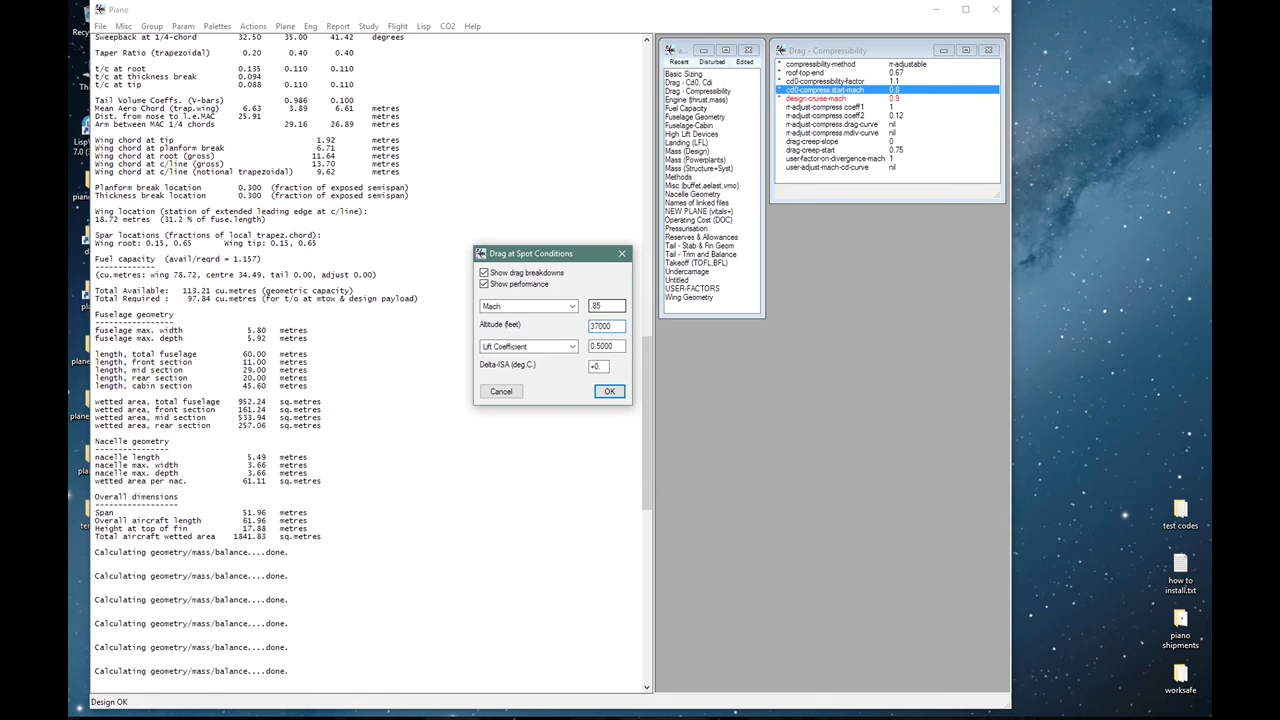 Piano
File Misc Group Param Palettes Actions Plane Eng Report Study Flight Lisp CO2 Help
Sweepback at 1/4-chord 32.50 35.00 41.42 degrees
Taper Ratio (trapezoidal) 0.20 0.40 0.40
t/c at root 0.135 0.110 0.110
t/c at thickness break 0.094
t/c at tip 0.088 0.110 0.110
Tail Volume Coeffs. (V-bars) 0.986 0.100
Mean Aero Chord (trap.wing) 6.63 3.89 6.61 metres
Dist. from nose to l.e.MAC 25.91
Arm between MAC 1/4 chords 29.16 26.89 metres
Wing chord at tip 1.92 metres
Wing chord at planform break 6.71 metres
Wing chord at root (gross) 11.64 metres
Wing chord at c/line (gross) 13.70 metres
Wing chord at c/line (notional trapezoidal) 9.62 metres
Planform break location 0.300 (fraction of exposed semispan)
Thickness break location 0.300 (fraction of exposed semispan)
Wing location (station of extended leading edge at c/line):
18.72 metres (31.2 % of fuse.length)
Spar locations (fractions of local trapez.chord):
Wing root: 0.15, 0.65 Wing tip: 0.15, 0.65
Fuel capacity (avail/reqrd = 1.157)
-------------
(cu.metres: wing 78.72, centre 34.49, tail 0.00, adjust 0.00)
Total Available: 113.21 cu.metres (geometric capacity)
Total Required : 97.84 cu.metres (for t/o at mtow & design payload)
Fuselage geometry
-----------------
fuselage max. width 5.80 metres
fuselage max. depth 5.92 metres
length, total fuselage 60.00 metres
length, front section 11.00 metres
length, mid section 29.00 metres
length, rear section 20.00 metres
length, cabin section 45.60 metres
wetted area, total fuselage 952.24 sq.metres
wetted area, front section 161.24 sq.metres
wetted area, mid section 533.94 sq.metres
wetted area, rear section 257.06 sq.metres
Nacelle geometry
----------------
nacelle length 5.49 metres
nacelle max. width 3.66 metres
nacelle max. depth 3.66 metres
wetted area per nac. 61.11 sq.metres
Overall dimensions
------------------
Span 51.96 metres
Overall aircraft length 61.96 metres
Height at top of fin 17.88 metres
Total aircraft wetted area 1841.83 sq.metres
Calculating geometry/mass/balance....done.
Calculating geometry/mass/balance....done.
Calculating geometry/mass/balance....done.
Calculating geometry/mass/balance....done.
Calculating geometry/mass/balance....done.
Calculating geometry/mass/balance....done.
Design OK
Drag at Spot Conditions
Show drag breakdowns
Show performance
Mach .85
Altitude (feet) 37000
Lift Coefficient 0.5000
Delta-ISA (deg.C.) +0.
Cancel OK
a...
Recent Disturbed Edited
Basic Sizing
Drag - Cd0, Cdi
Drag - Compressibility
Engine (thrust,mass)
Fuel Capacity
Fuselage Geometry
Fuselage-Cabin
High Lift Devices
Landing (LFL)
Mass (Design)
Mass (Powerplants)
Mass (Structure+Syst)
Methods
Misc (buffet,aelast,vmo)
Nacelle Geometry
Names of linked files
NEW PLANE (vitals+)
Operating Cost (DOC)
Pressurisation
Reserves & Allowances
Tail - Stab & Fin Geom
Tail - Trim and Balance
Takeoff (TOFL,BFL)
Undercarriage
Untitled
USER-FACTORS
Wing Geometry
Drag - Compressibility
* compressibility-method rr-adjustable
* roof-top-end 0.67
* cd0-compressibility-factor 1.1
* cd0-compress.start-mach 0.8
* design-cruise-mach 0.9
rr-adjust-compress.coeff1 1
rr-adjust-compress.coeff2 0.12
rr-adjust-compress.drag-curve nil
rr-adjust-compress.mdiv-curve nil
drag-creep-slope 0
drag-creep-start 0.75
user-factor-on-divergence-mach 1
user-adjust-mach-cd-curve nil
test codes
how to
install.txt
piano
shipments
worksafe